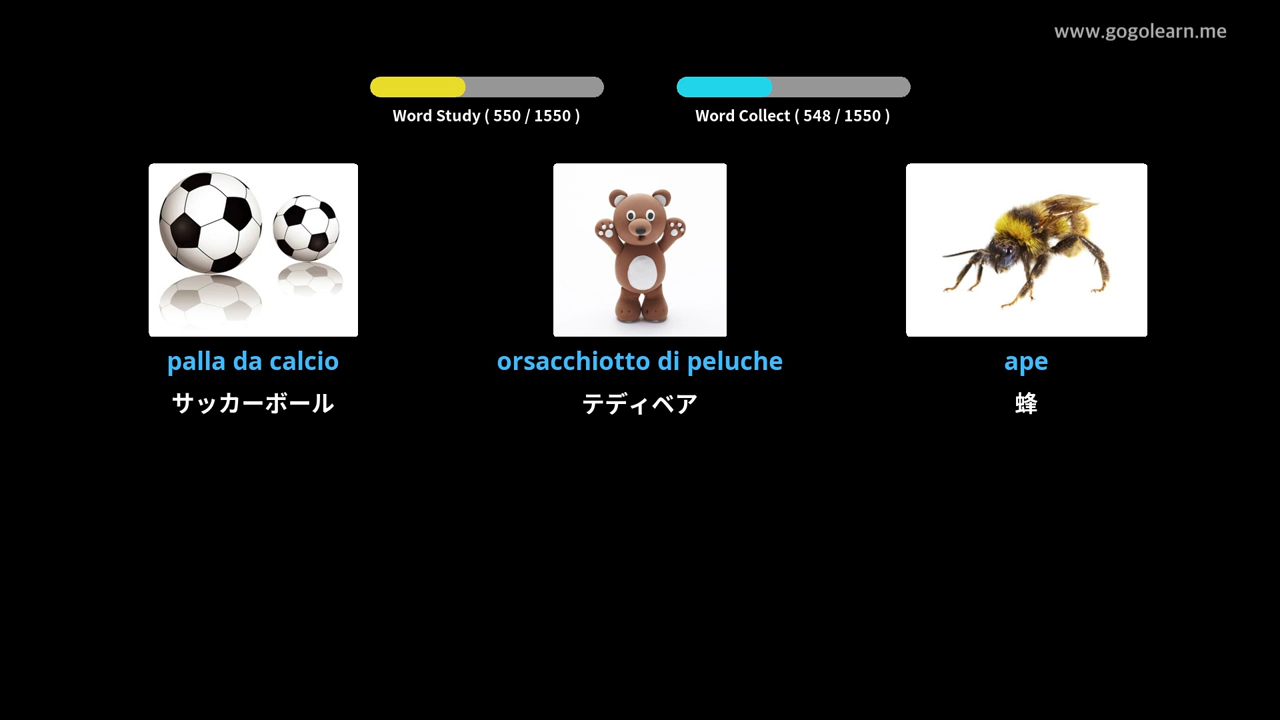 www.gogolearn.me
Word Study ( 550 / 1550 )
Word Collect ( 548 / 1550 )
palla da calcio
サッカーボール
orsacchiotto di peluche
テディベア
ape
蜂